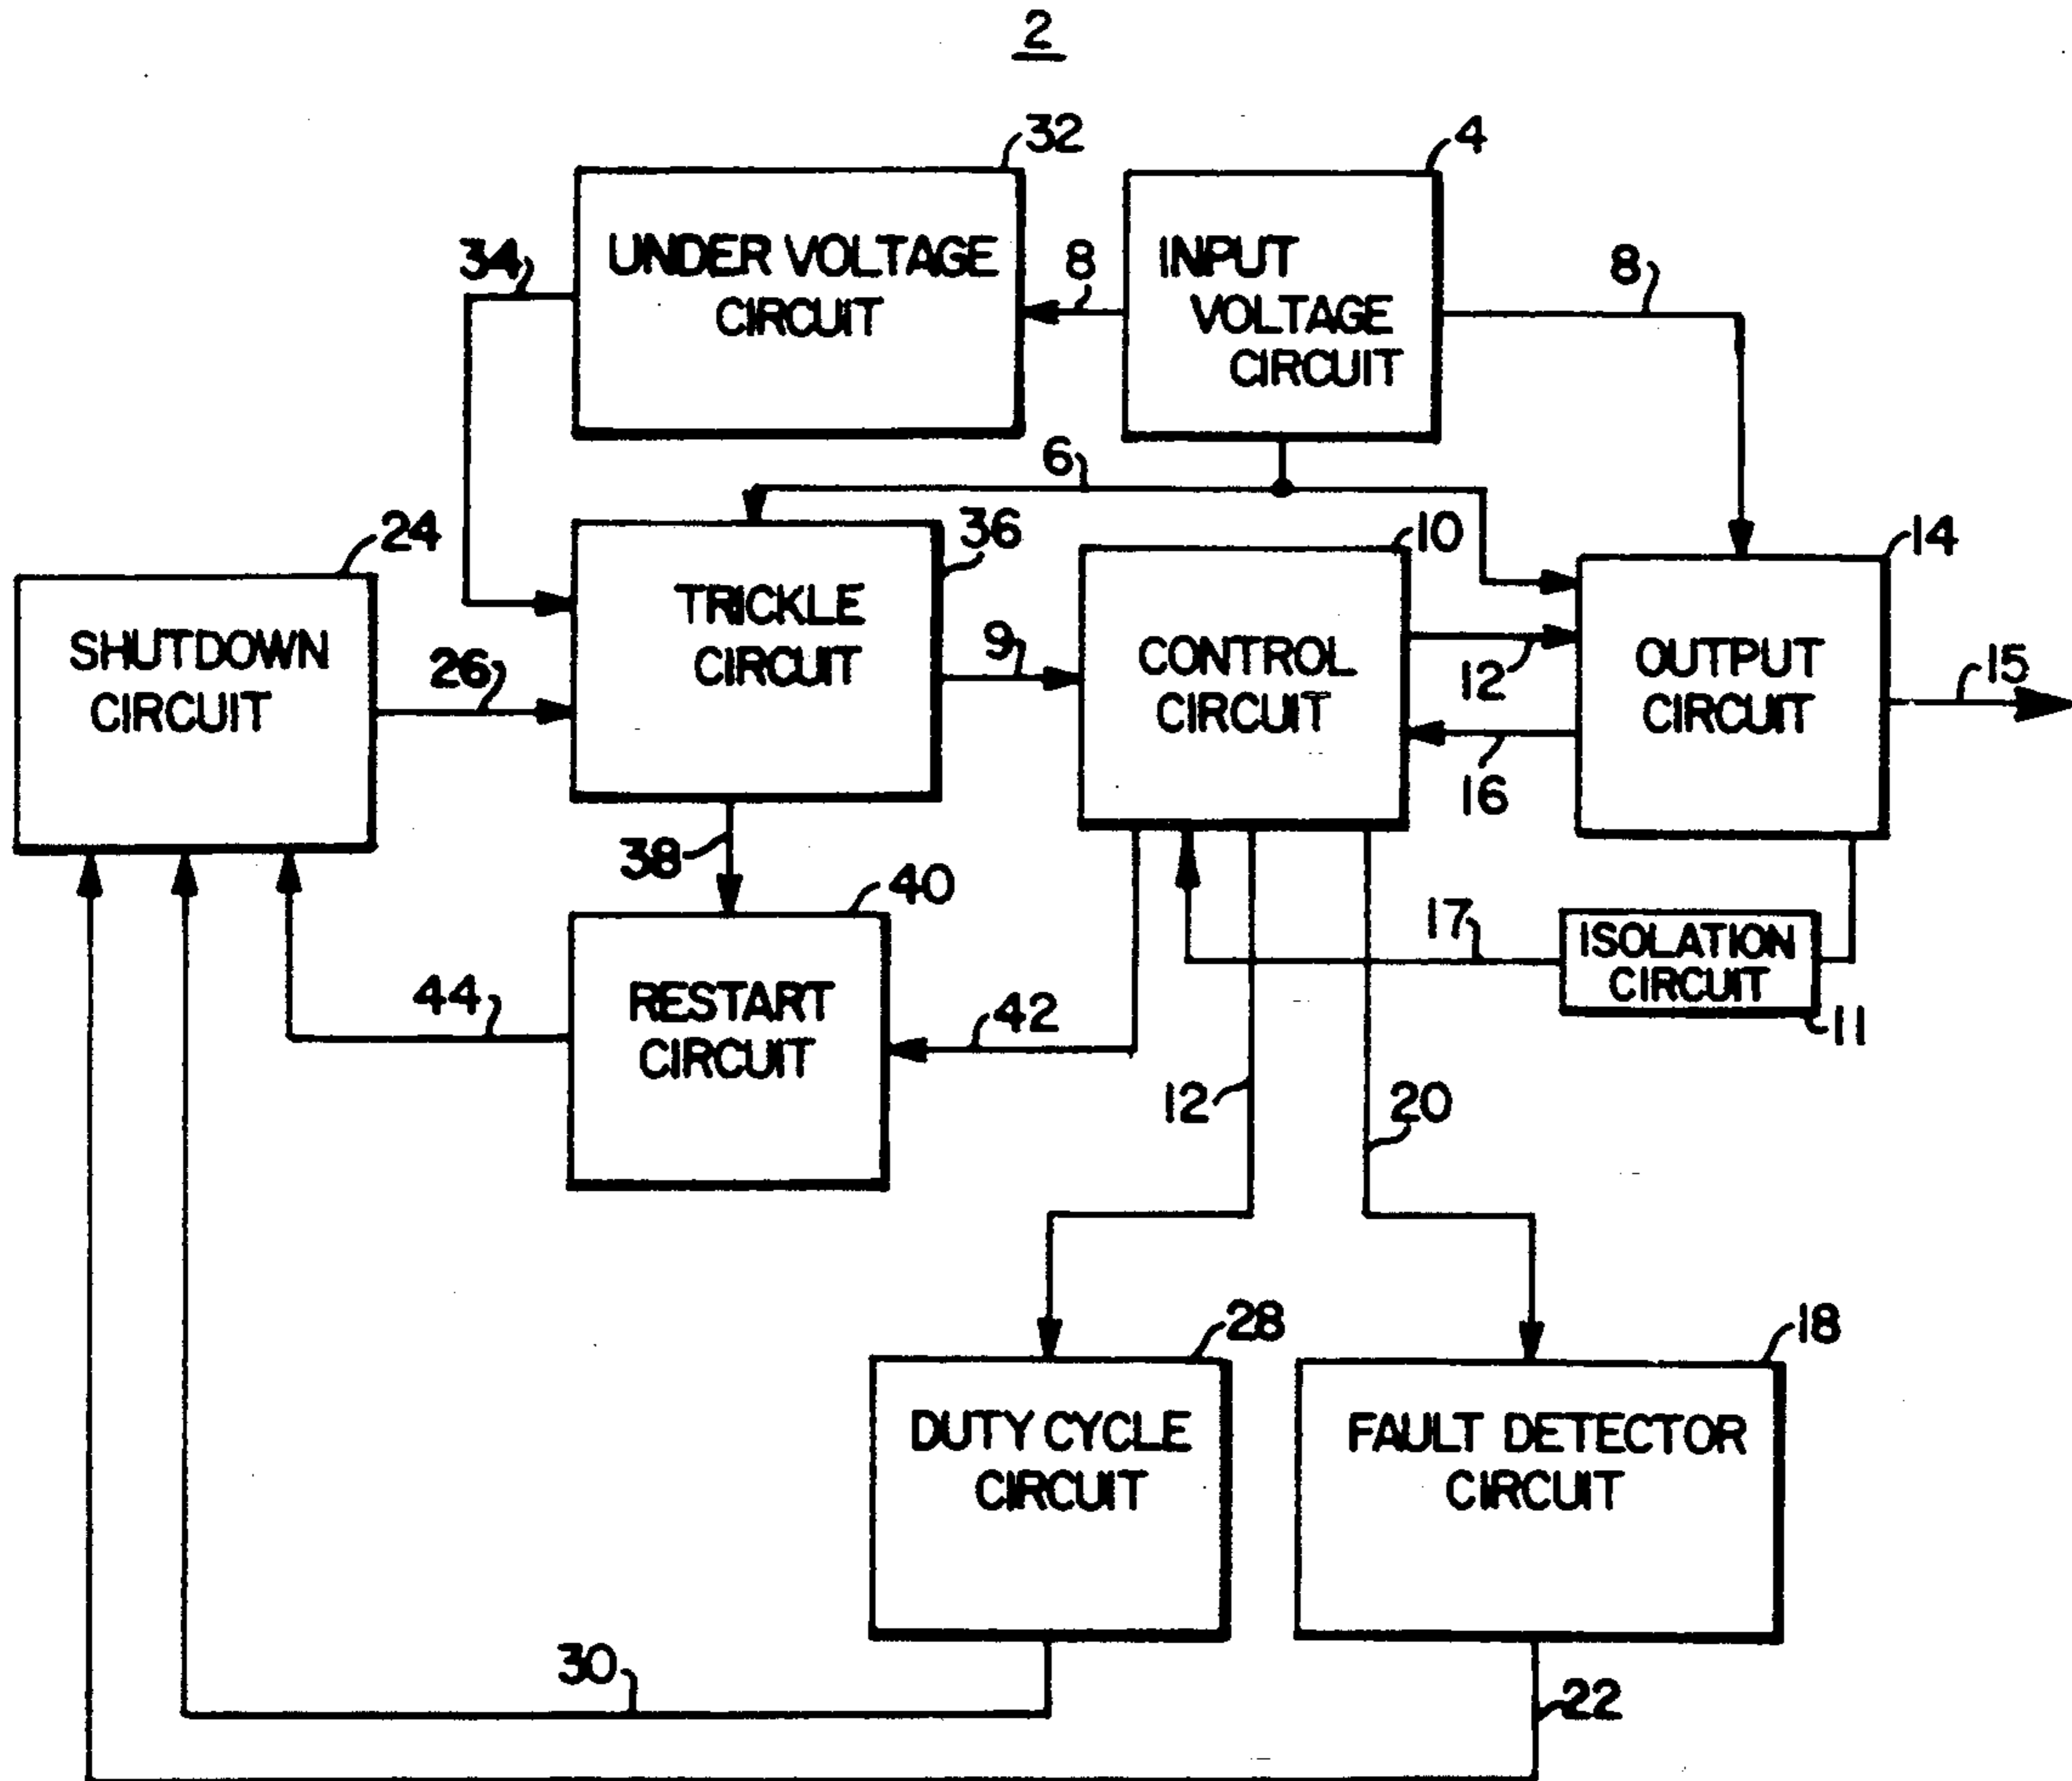 2
32
4
34
UNDER VOLTAGE
CIRCUIT
8
INPUT
VOLTAGE
CIRCUIT
8
6
24
36
10
14
SHUTDOWN
CIRCUIT
26
TRICKLE
CIRCUIT
9
CONTROL
CIRCUIT
12
16
OUTPUT
CIRCUIT
15
38
40
17
ISOLATION
CIRCUIT
11
44
RESTART
CIRCUIT
42
12
20
28
18
DUTY CYCLE
CIRCUIT
FAULT DETECTOR
CIRCUIT
30
22